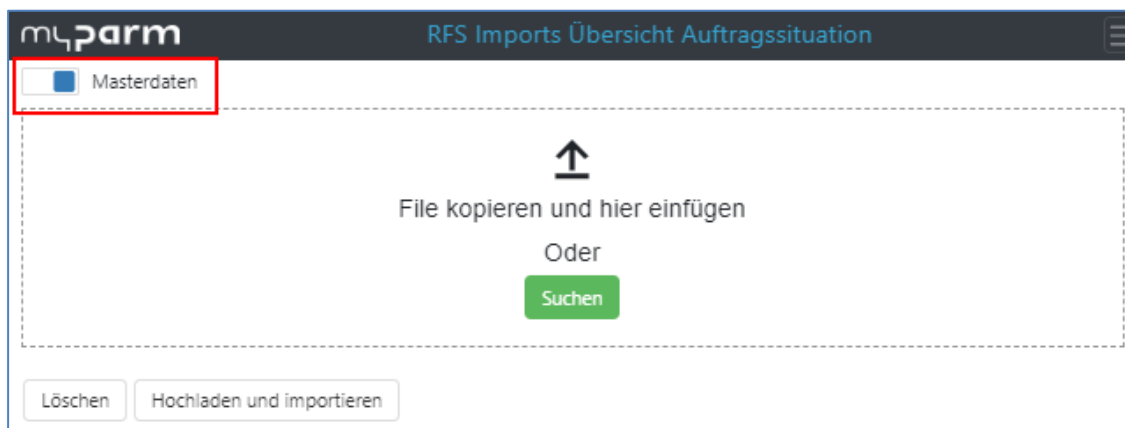 myparm
RFS Imports Übersicht Auftragssituation
Masterdaten
File kopieren und hier einfügen
Oder
Suchen
Löschen
Hochladen und importieren